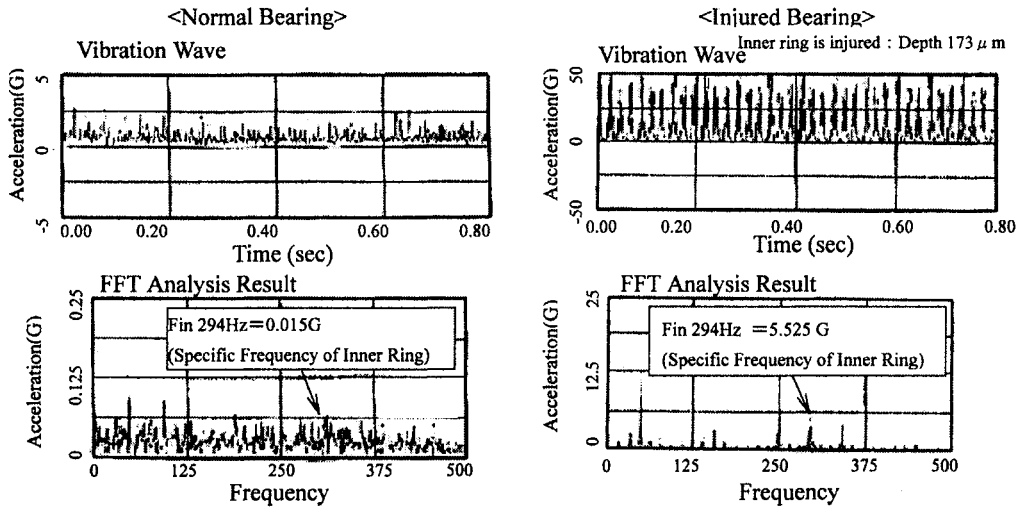 <Normal Bearing>
Vibration Wave
Acceleration(G
5
0
-5
0.00 0.20 0.40 0.60 0.80
Time (sec)
FFT Analysis Result
Fin 294Hz=0.015G
(Specific Frequency of Inner Ring)
Acceleration(G
0.25
0.125
0
0 125 250 375 500
Frequency
<Injured Bearing>
Inner ring is injured : Depth 173 μ m
Vibration Wave
Acceleration(G
50
0
-50
0.00 0.20 0.40 0.60 0.80
Time (sec)
FFT Analysis Result
Fin 294Hz =5.525 G
(Specific Frequency of Inner Ring)
Acceleration(G
25
12.5
0
0 125 250 375 500
Frequency